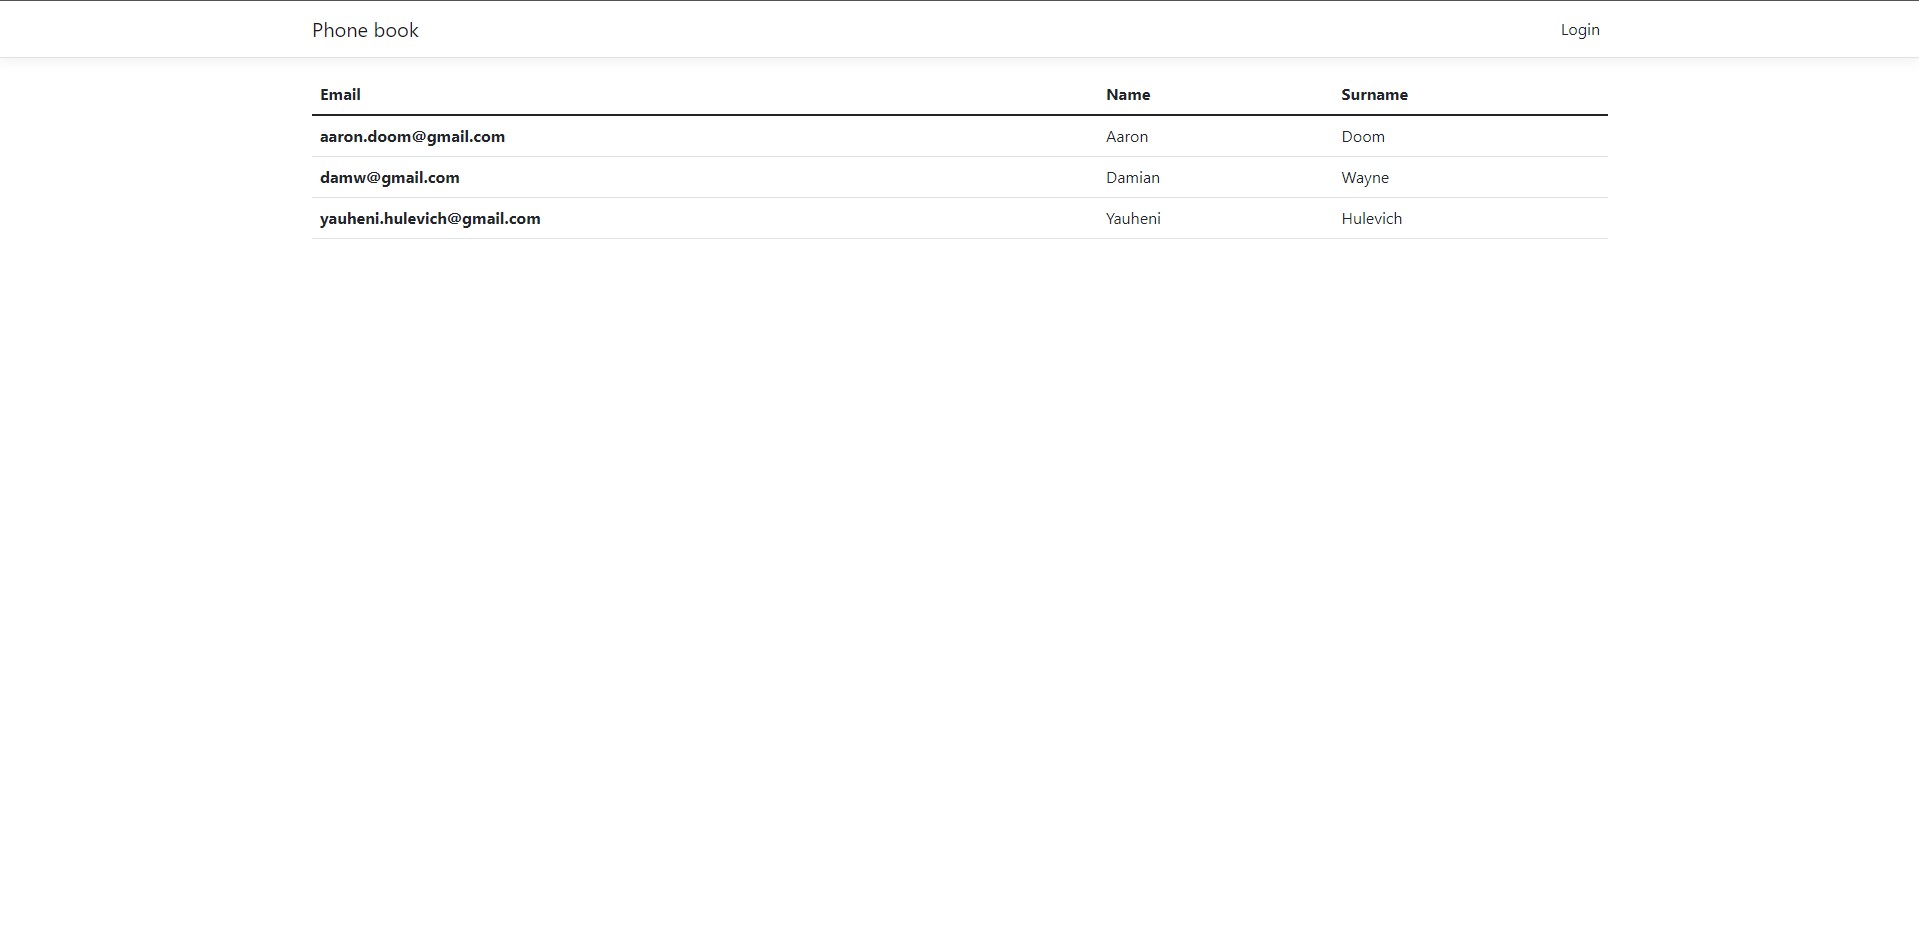 Phone book Login
Email Name Surname
aaron.doom@gmail.com Aaron Doom
damw@gmail.com Damian Wayne
yauheni.hulevich@gmail.com Yauheni Hulevich